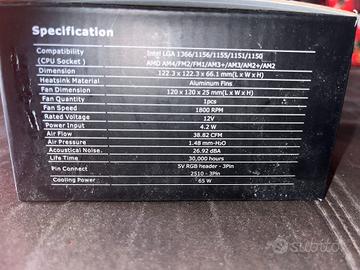 Specification
Compatibility Intel LGA 1366/1156/1155/1151/1150
(CPU Socket) AMD AM4/FM2/FM1/AM3+/AM3/AM2+/AM2
Dimension 122.3 x 122.3 x 66.1 mm(L x W x H)
Heatsink Material Aluminum Fins
Fan Dimension 120 x 120 x 25 mm(L x W x H)
Fan Quantity 1pcs
Fan Speed 1800 RPM
Rated Voltage 12V
Power Input 4.2 W
Air Flow 38.82 CFM
Air Pressure 1.48 mm-H2O
Acoustical Noise. 26.92 dBA
Life Time 30,000 hours
Pin Connect 5V RGB header - 3Pin
2510 - 3Pin
Cooling Power 65 W
subito